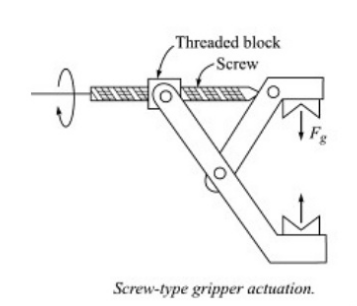 Threaded block
Screw
Fg
Screw-type gripper actuation.